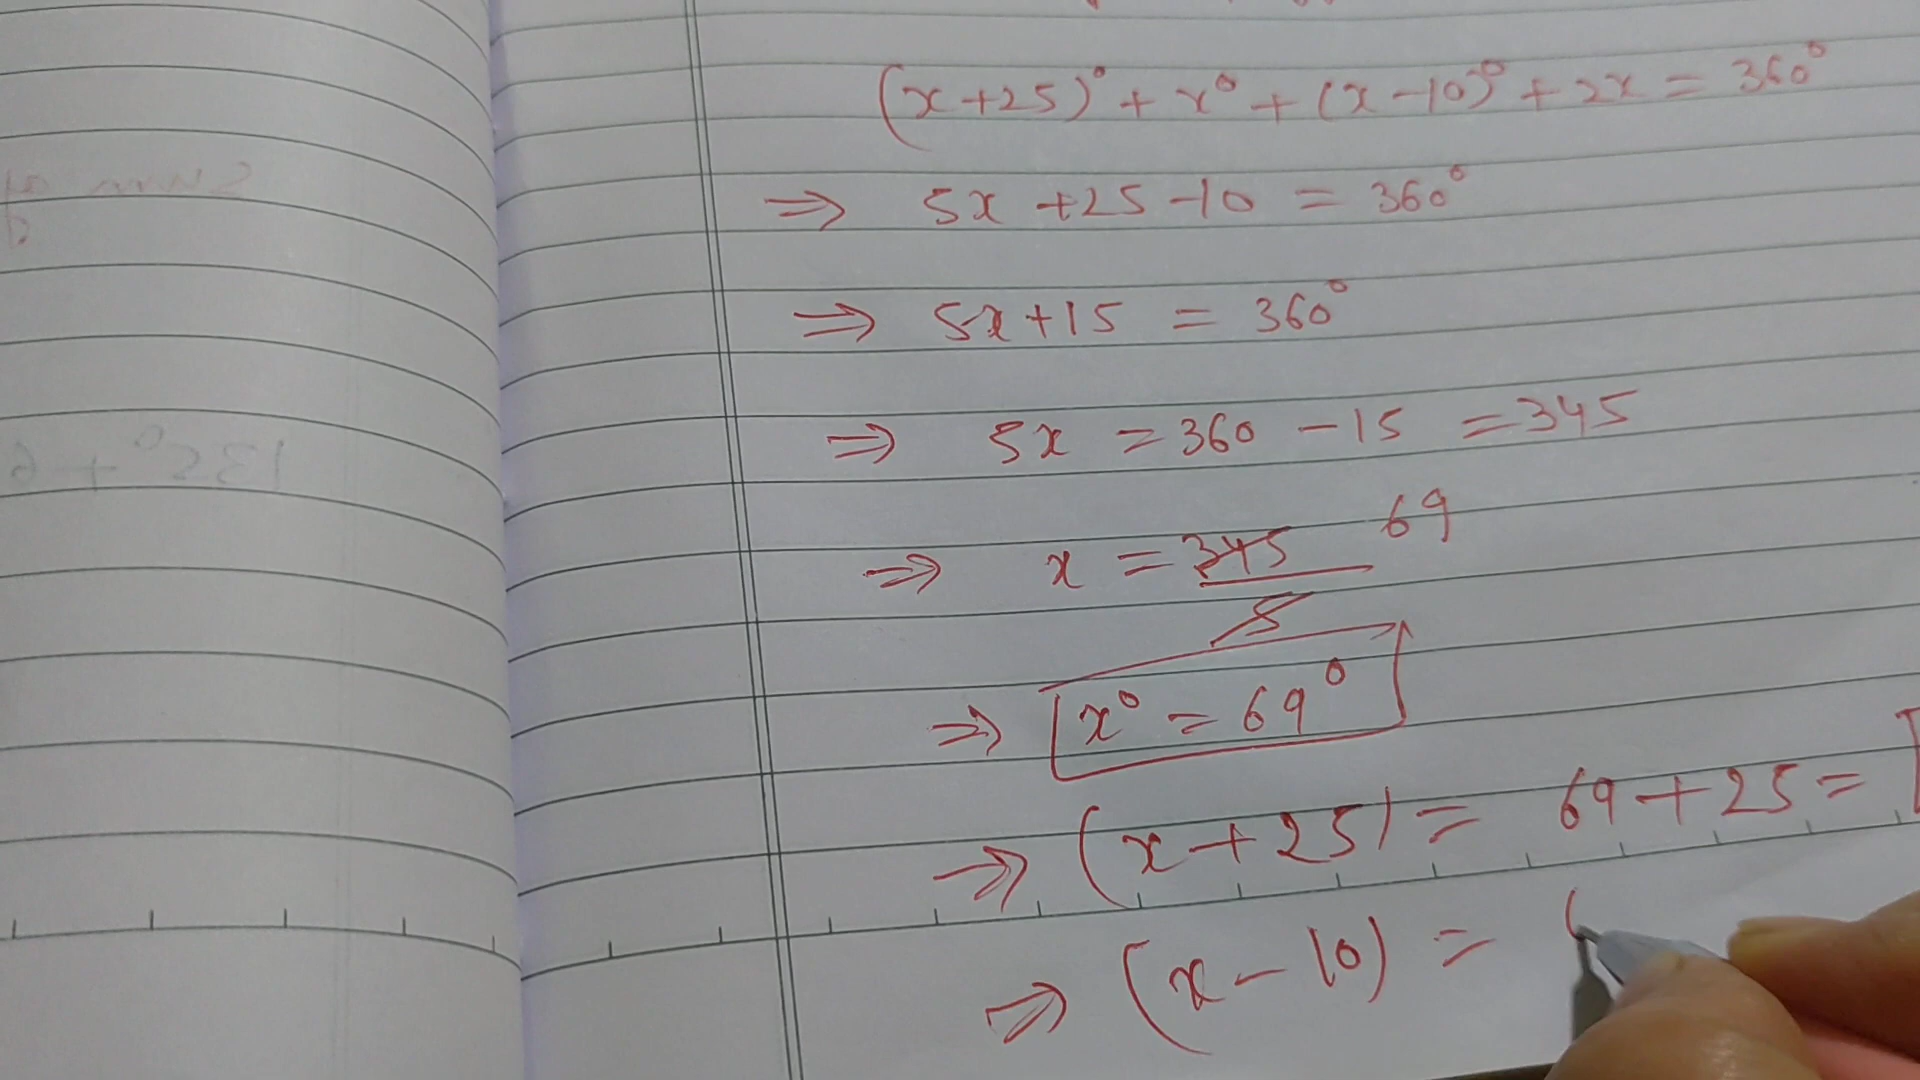 (x+25)° + x° + (x-10)° + 2x = 360°
⇒ 5x +25 -10 = 360°
⇒ 5x+15 = 360°
⇒ 5x = 360 - 15 = 345
⇒ x = 345/5 69
⇒ x° = 69°
⇒ (x+25) = 69+25 =
⇒ (x-10) =